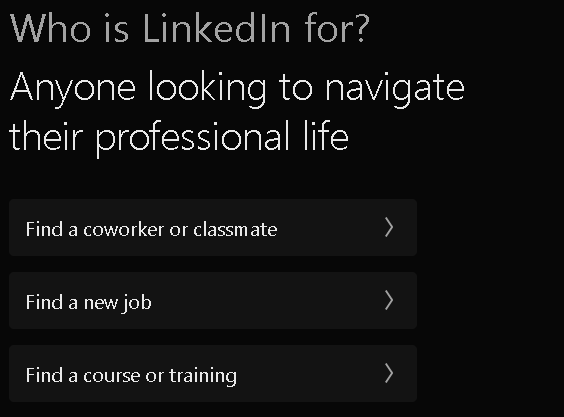 Who is LinkedIn for?
Anyone looking to navigate
their professional life
Find a coworker or classmate
Find a new job
Find a course or training